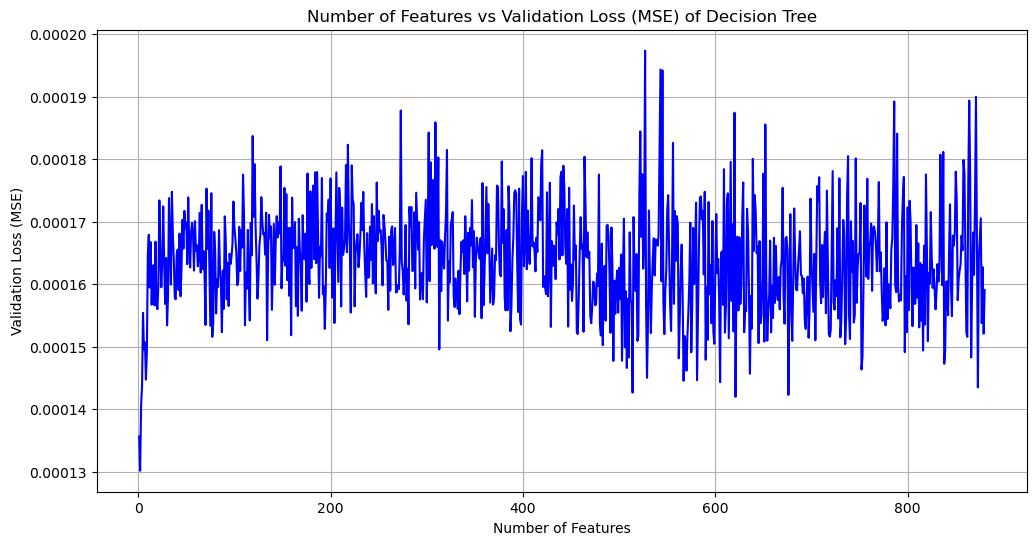 Number of Features vs Validation Loss (MSE) of Decision Tree
0.00020
0.00019
0.00018
0.00017
0.00016
0.00015
0.00014
0.00013
Validation Loss (MSE)
0 200 400 600 800
Number of Features